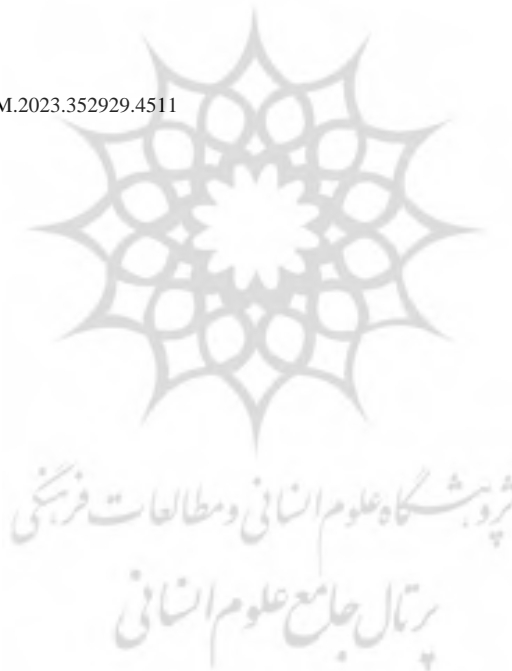 M.2023.352929.4511
پژوهشگاه علوم انسانی و مطالعات فرهنگی
پرتال جامع علوم انسانی